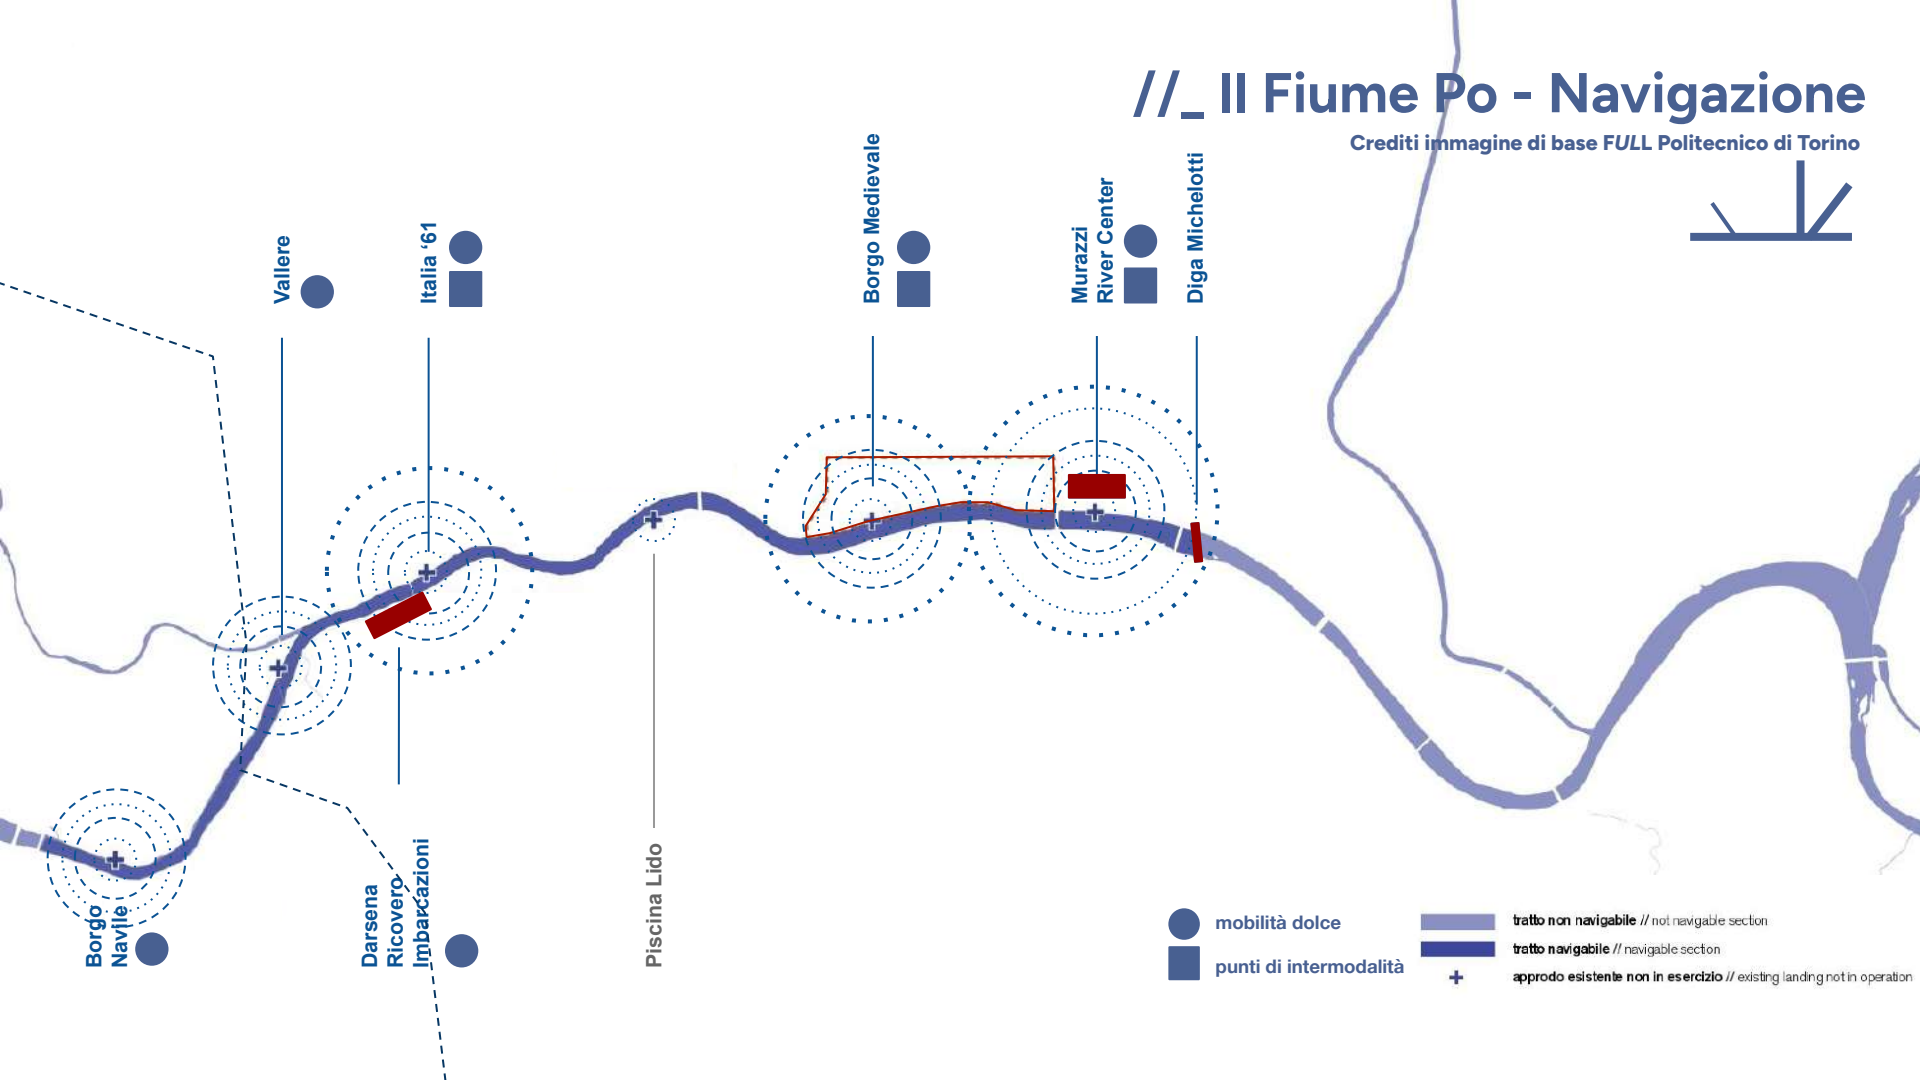 //_ Il Fiume Po - Navigazione
Crediti immagine di base FULL Politecnico di Torino
Vallere
Italia ‘61
Borgo Medievale
Murazzi
River Center
Diga Michelotti
Borgo
Navile
Darsena
Ricovero
Imbarcazioni
Piscina Lido
mobilità dolce
punti di intermodalità
tratto non navigabile // not navigable section
tratto navigabile // navigable section
approdo esistente non in esercizio // existing landing not in operation